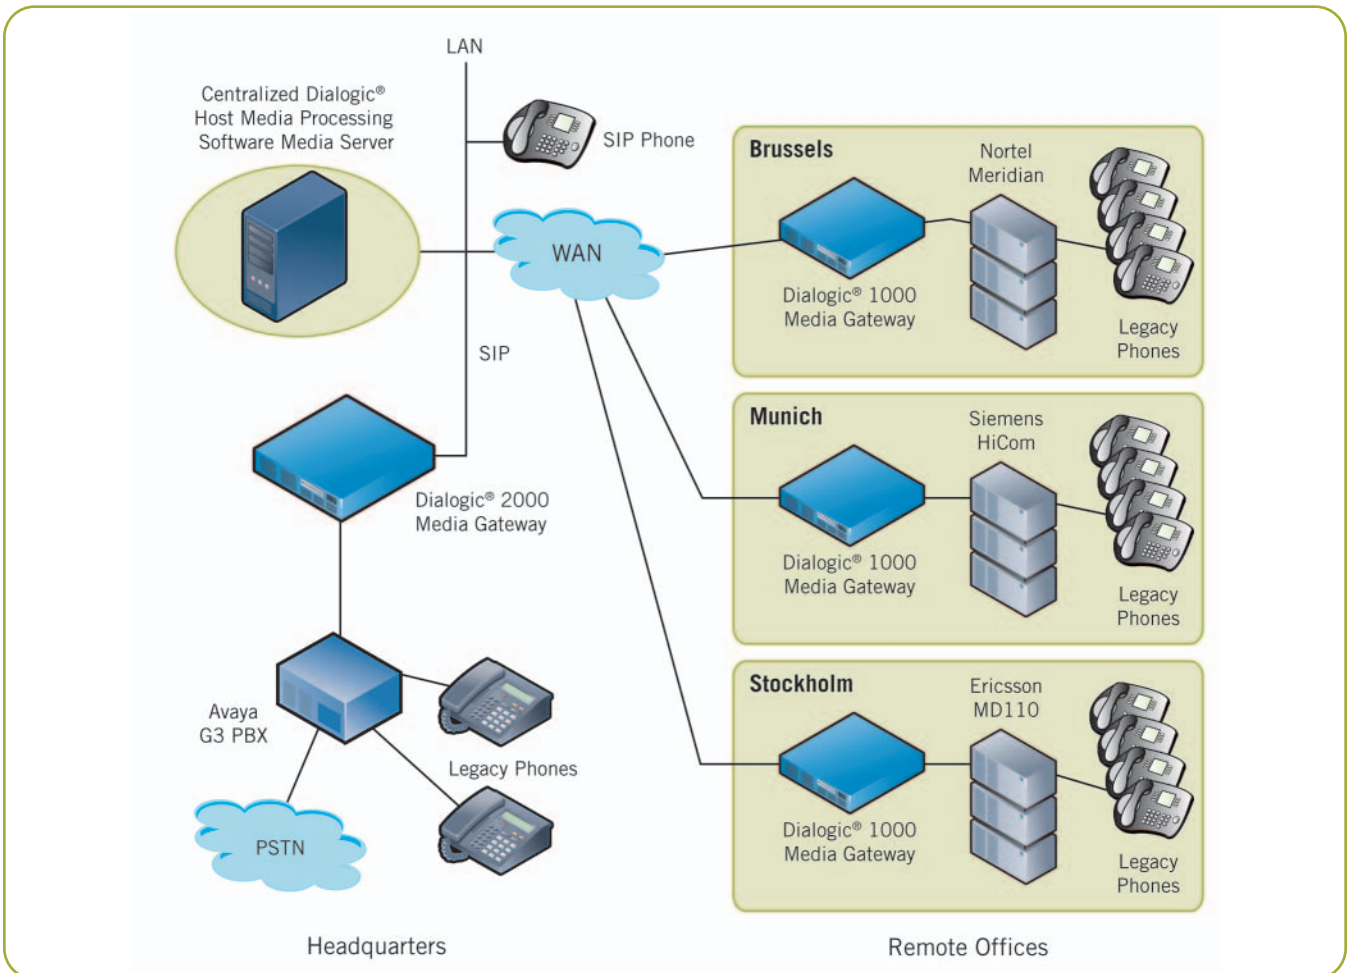 LAN
Centralized Dialogic®
Host Media Processing
Software Media Server
SIP Phone
WAN
SIP
Dialogic® 2000
Media Gateway
Avaya
G3 PBX
Legacy Phones
PSTN
Headquarters
Brussels
Nortel
Meridian
Dialogic® 1000
Media Gateway
Legacy
Phones
Munich
Siemens
HiCom
Dialogic® 1000
Media Gateway
Legacy
Phones
Stockholm
Ericsson
MD110
Dialogic® 1000
Media Gateway
Legacy
Phones
Remote Offices